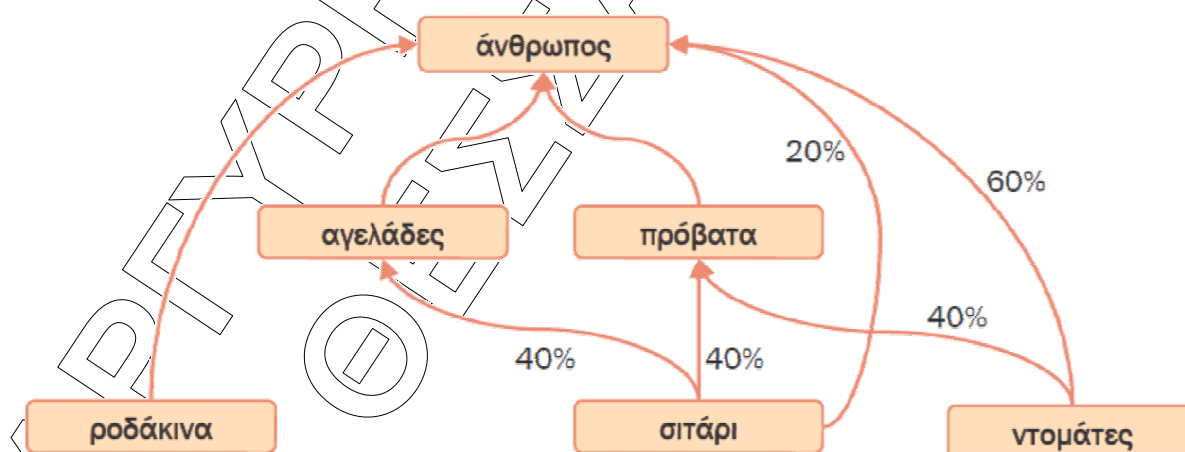 άνθρωπος
20%
60%
αγελάδες
πρόβατα
40%
40%
40%
ροδάκινα
σιτάρι
ντομάτες